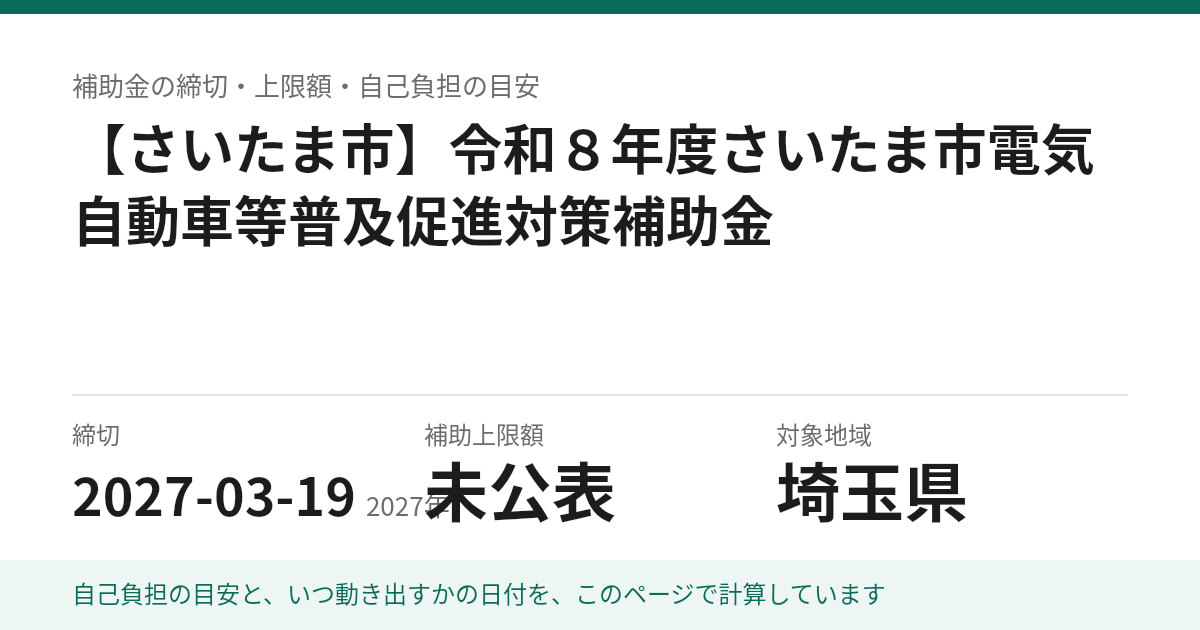 補助金の締切・上限額・自己負担の目安
【さいたま市】令和８年度さいたま市電気
自動車等普及促進対策補助金
締切
補助上限額
対象地域
2027-03-19 2027年
未公表
埼玉県
自己負担の目安と、いつ動き出すかの日付を、このページで計算しています